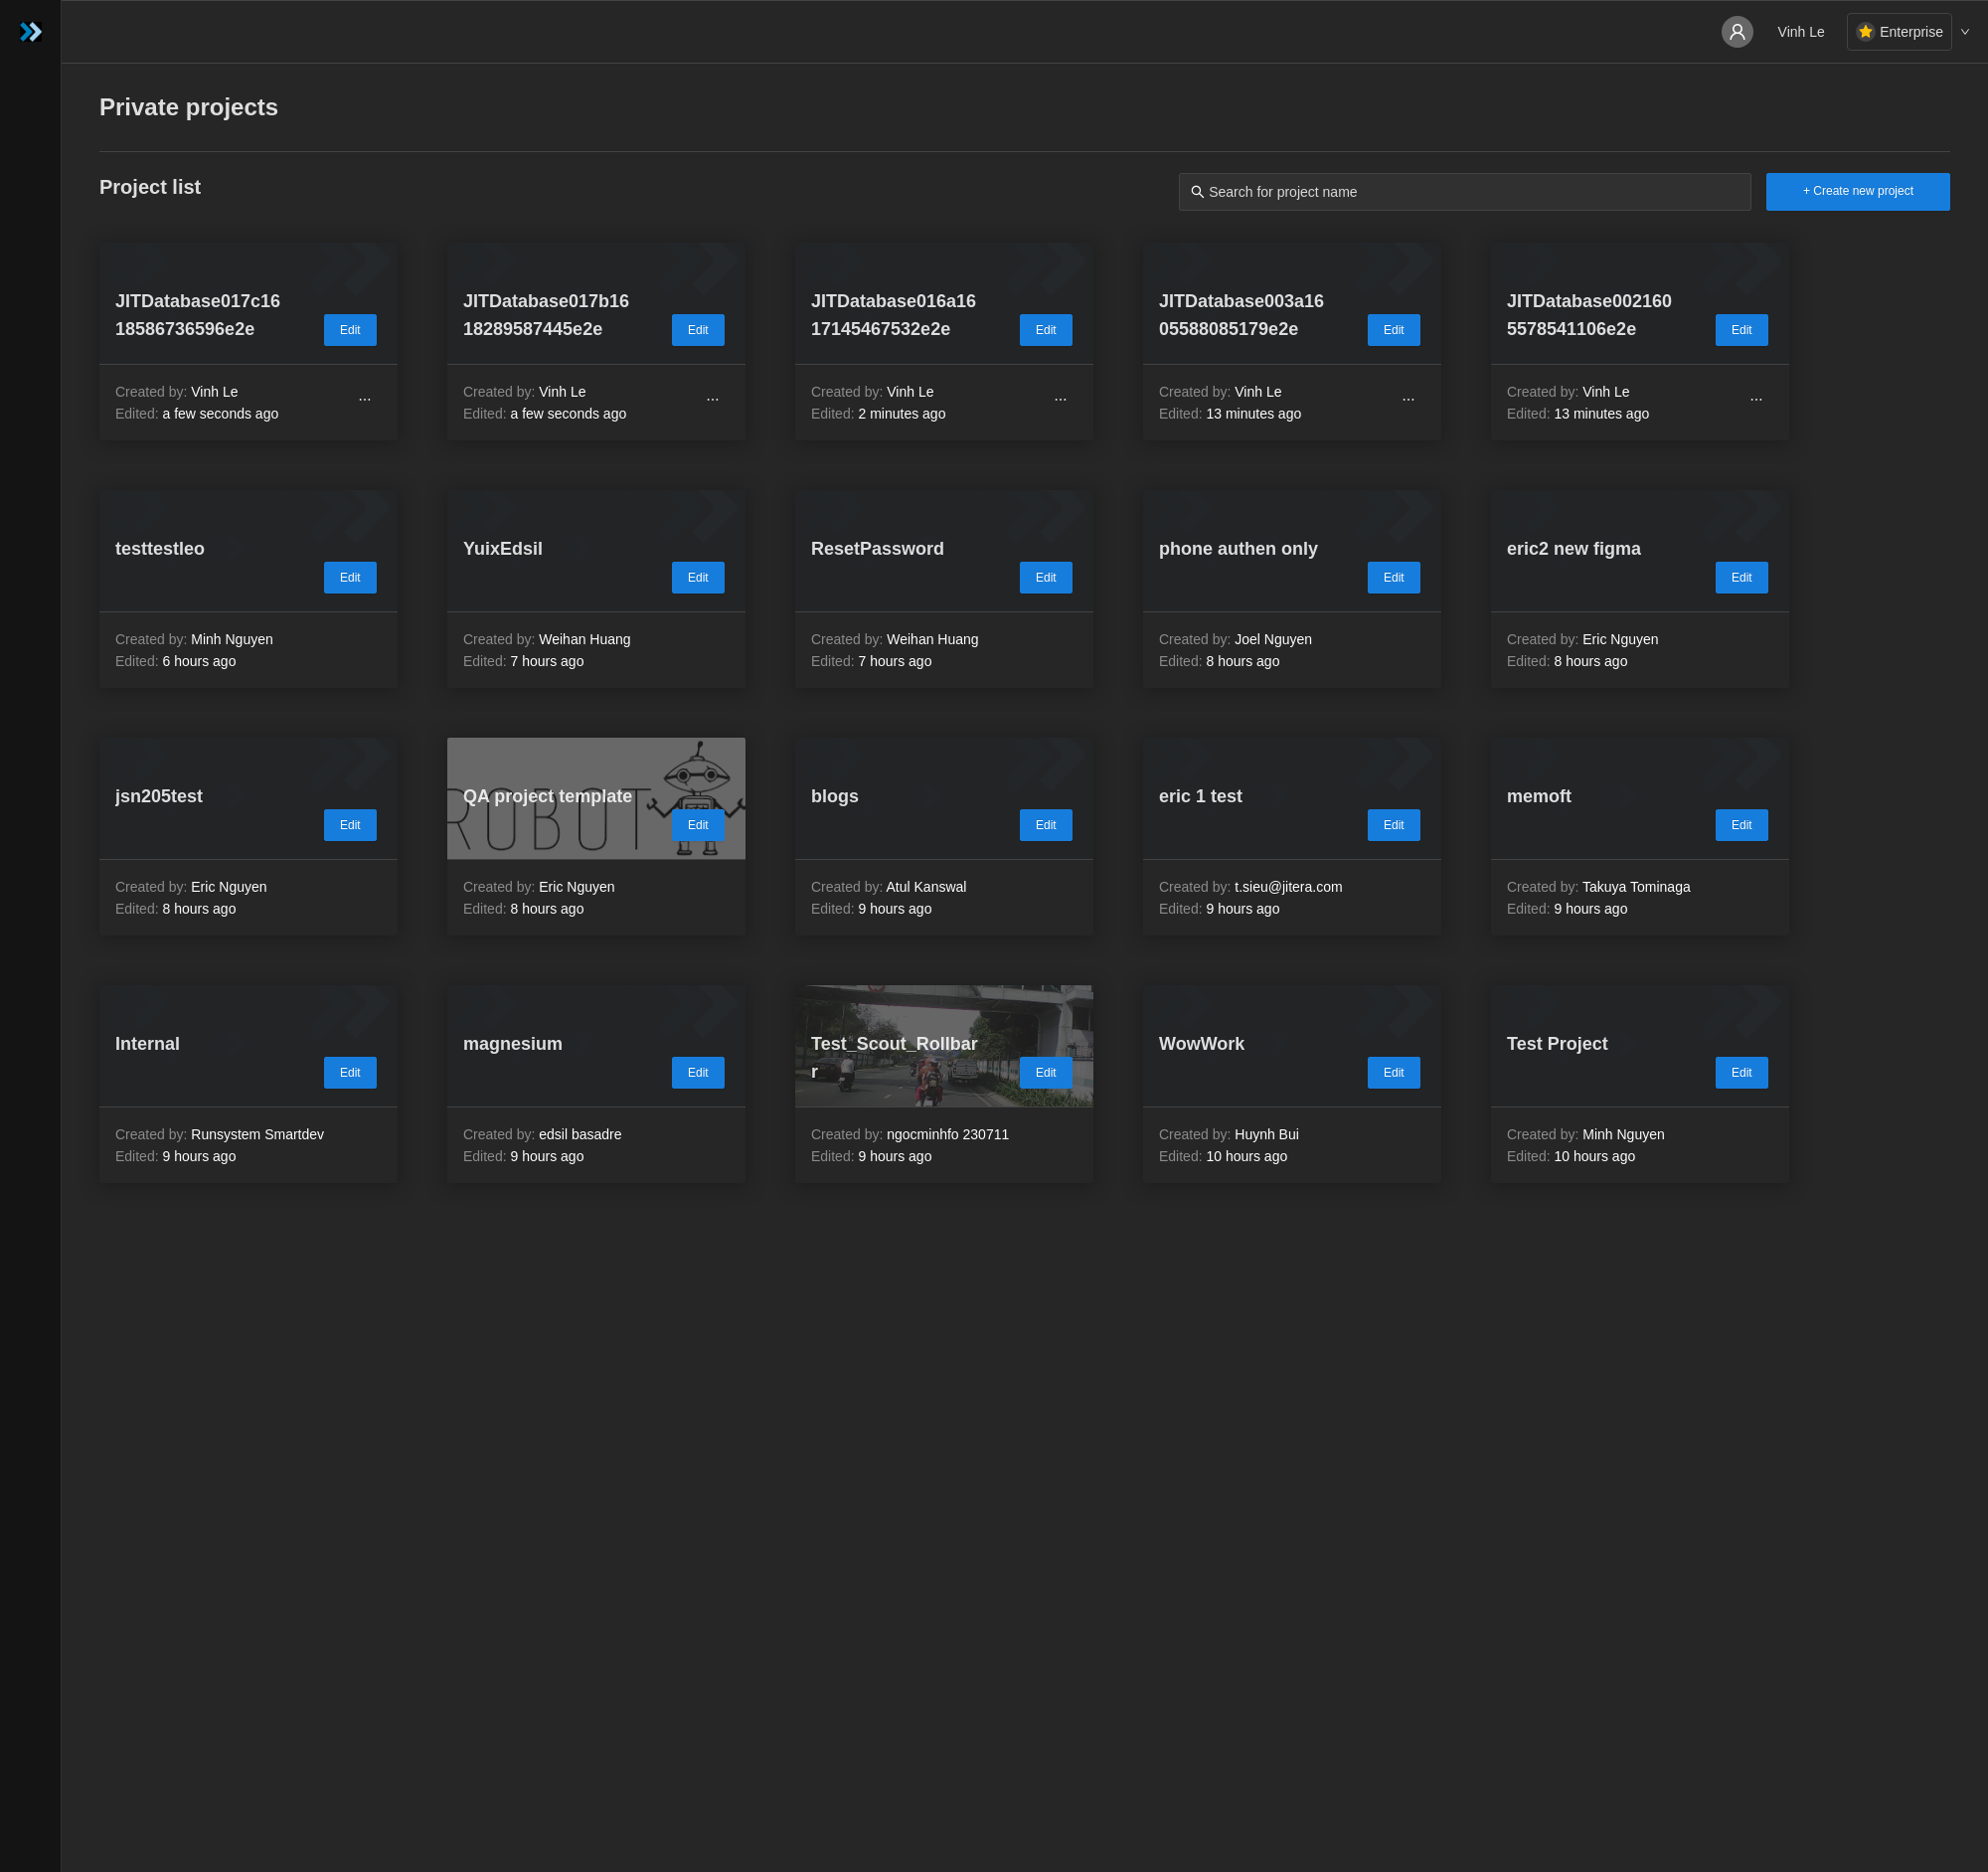 Vinh Le
Enterprise
Private projects
Project list
Search for project name
+ Create new project
JITDatabase017c16
18586736596e2e
Edit
Created by: Vinh Le
...
Edited: a few seconds ago
JITDatabase017b16
18289587445e2e
Edit
Created by: Vinh Le
...
Edited: a few seconds ago
JITDatabase016a16
17145467532e2e
Edit
Created by: Vinh Le
...
Edited: 2 minutes ago
JITDatabase003a16
05588085179e2e
Edit
Created by: Vinh Le
...
Edited: 13 minutes ago
JITDatabase002160
5578541106e2e
Edit
Created by: Vinh Le
...
Edited: 13 minutes ago
testtestleo
Edit
Created by: Minh Nguyen
Edited: 6 hours ago
YuixEdsil
Edit
Created by: Weihan Huang
Edited: 7 hours ago
ResetPassword
Edit
Created by: Weihan Huang
Edited: 7 hours ago
phone authen only
Edit
Created by: Joel Nguyen
Edited: 8 hours ago
eric2 new figma
Edit
Created by: Eric Nguyen
Edited: 8 hours ago
jsn205test
Edit
Created by: Eric Nguyen
Edited: 8 hours ago
QA project template
ROBOT
Edit
Created by: Eric Nguyen
Edited: 8 hours ago
blogs
Edit
Created by: Atul Kanswal
Edited: 9 hours ago
eric 1 test
Edit
Created by: t.sieu@jitera.com
Edited: 9 hours ago
memoft
Edit
Created by: Takuya Tominaga
Edited: 9 hours ago
Internal
Edit
Created by: Runsystem Smartdev
Edited: 9 hours ago
magnesium
Edit
Created by: edsil basadre
Edited: 9 hours ago
Test_Scout_Rollbar
r
Edit
Created by: ngocminhfo 230711
Edited: 9 hours ago
WowWork
Edit
Created by: Huynh Bui
Edited: 10 hours ago
Test Project
Edit
Created by: Minh Nguyen
Edited: 10 hours ago